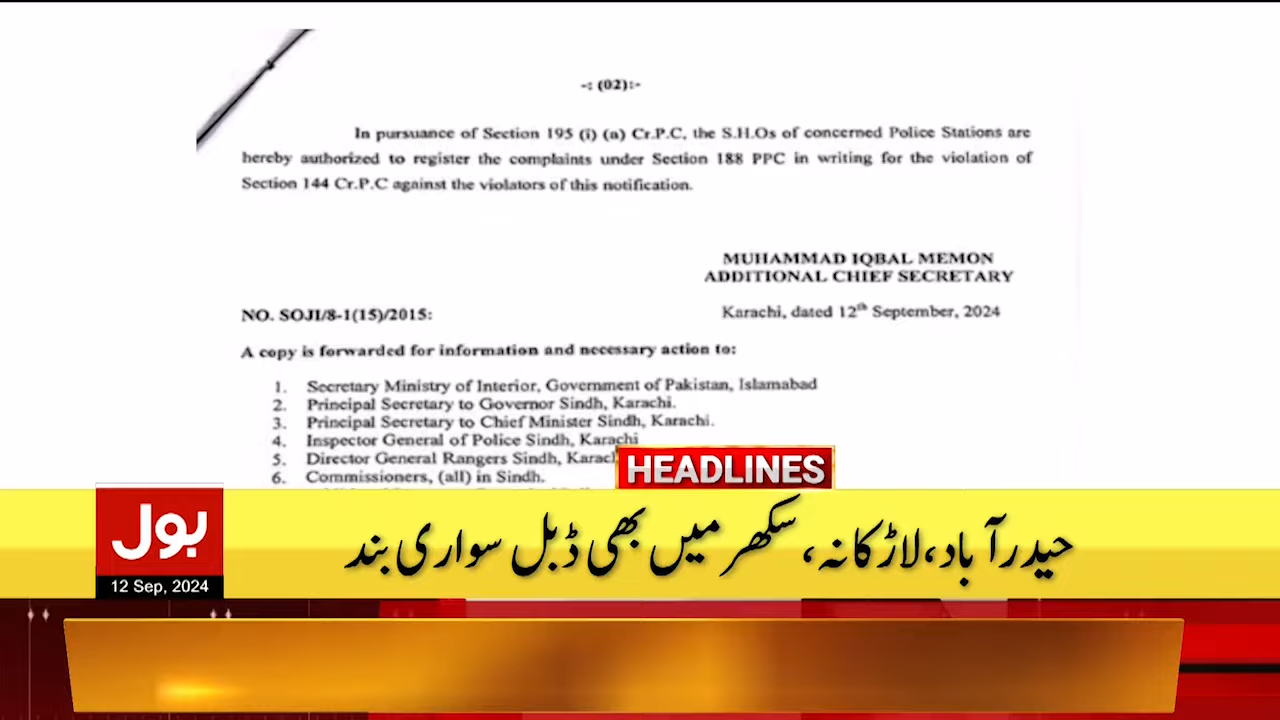 -: (02):-
In pursuance of Section 195 (i) (a) Cr.P.C, the S.H.Os of concerned Police Stations are
hereby authorized to register the complaints under Section 188 PPC in writing for the violation of
Section 144 Cr.P.C against the violators of this notification.
MUHAMMAD IQBAL MEMON
ADDITIONAL CHIEF SECRETARY
NO. SOJI/8-1(15)/2015:
Karachi, dated 12th September, 2024
A copy is forwarded for information and necessary action to:
1. Secretary Ministry of Interior, Government of Pakistan, Islamabad
2. Principal Secretary to Governor Sindh, Karachi.
3. Principal Secretary to Chief Minister Sindh, Karachi.
4. Inspector General of Police Sindh, Karachi
5. Director General Rangers Sindh,
6. Commissioners, (all) in Sindh.
HEADLINES
بول
حیدرآباد، لاڑکانہ، سکھر میں بھی ڈبل سواری بند
12 Sep, 2024